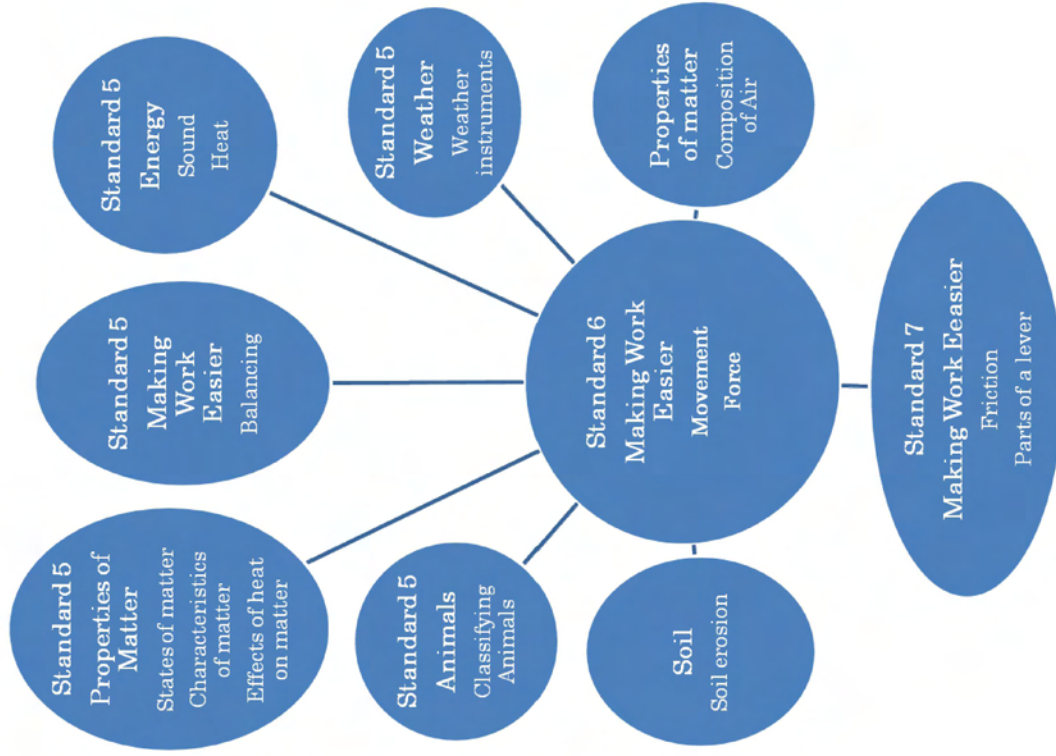 Standard 5
Properties of
Matter
States of matter
Characteristics
of matter
Effects of heat
on matter
Standard 5
Making
Work
Easier
Balancing
Standard 5
Energy
Sound
Heat
Standard 5
Animals
Classifying
Animals
Standard 5
Weather
Weather
instruments
Soil
Soil erosion
Standard 6
Making Work
Easier
Movement
Force
Properties
of matter
Composition
of Air
Standard 7
Making Work Eeasier
Friction
Parts of a lever